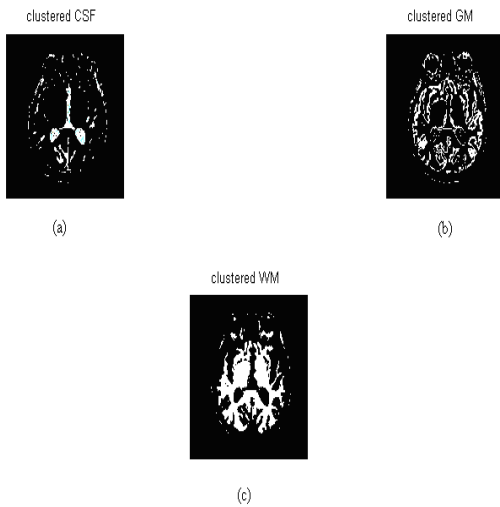 clustered CSF
clustered GM
(a)
(b)
clustered WM
(c)